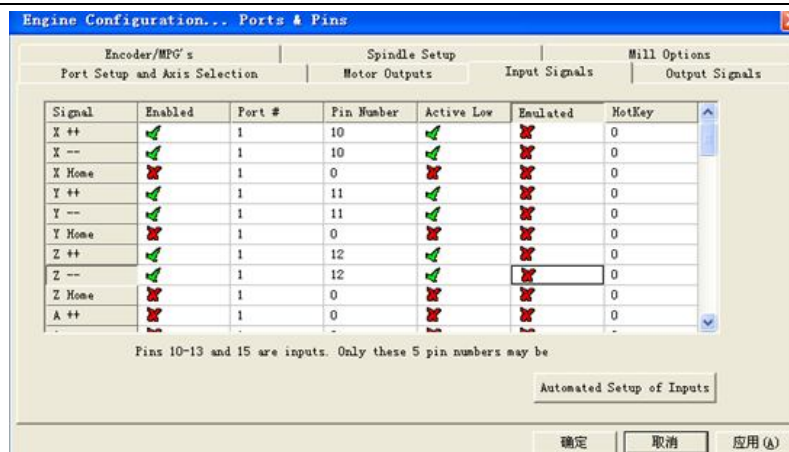 Engine Configuration... Ports & Pins
Encoder/MPG's Spindle Setup Mill Options
Port Setup and Axis Selection Motor Outputs Input Signals Output Signals
Signal Enabled Port # Pin Number Active Low Emulated HotKey
X ++ 1 10 0
X -- 1 10 0
X Home 1 0 0
Y ++ 1 11 0
Y -- 1 11 0
Y Home 1 0 0
Z ++ 1 12 0
Z -- 1 12 0
Z Home 1 0 0
A ++ 1 0 0
Pins 10-13 and 15 are inputs. Only these 5 pin numbers may be
Automated Setup of Inputs
确定 取消 应用(A)